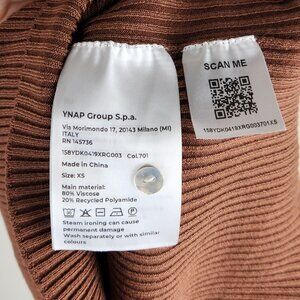 YNAP Group S.p.a.
Via Morimondo 17, 20143 Milano (MI)
ITALY
RN 145736
158YDK0419XRG003 Col.701
Made in China
Size: XS
Main material:
80% Viscose
20% Recycled Polyamide
Steam ironing can cause
permanent damage
Wash separately or with similar
colours
SCAN ME
158YDK0419XRG003701XS